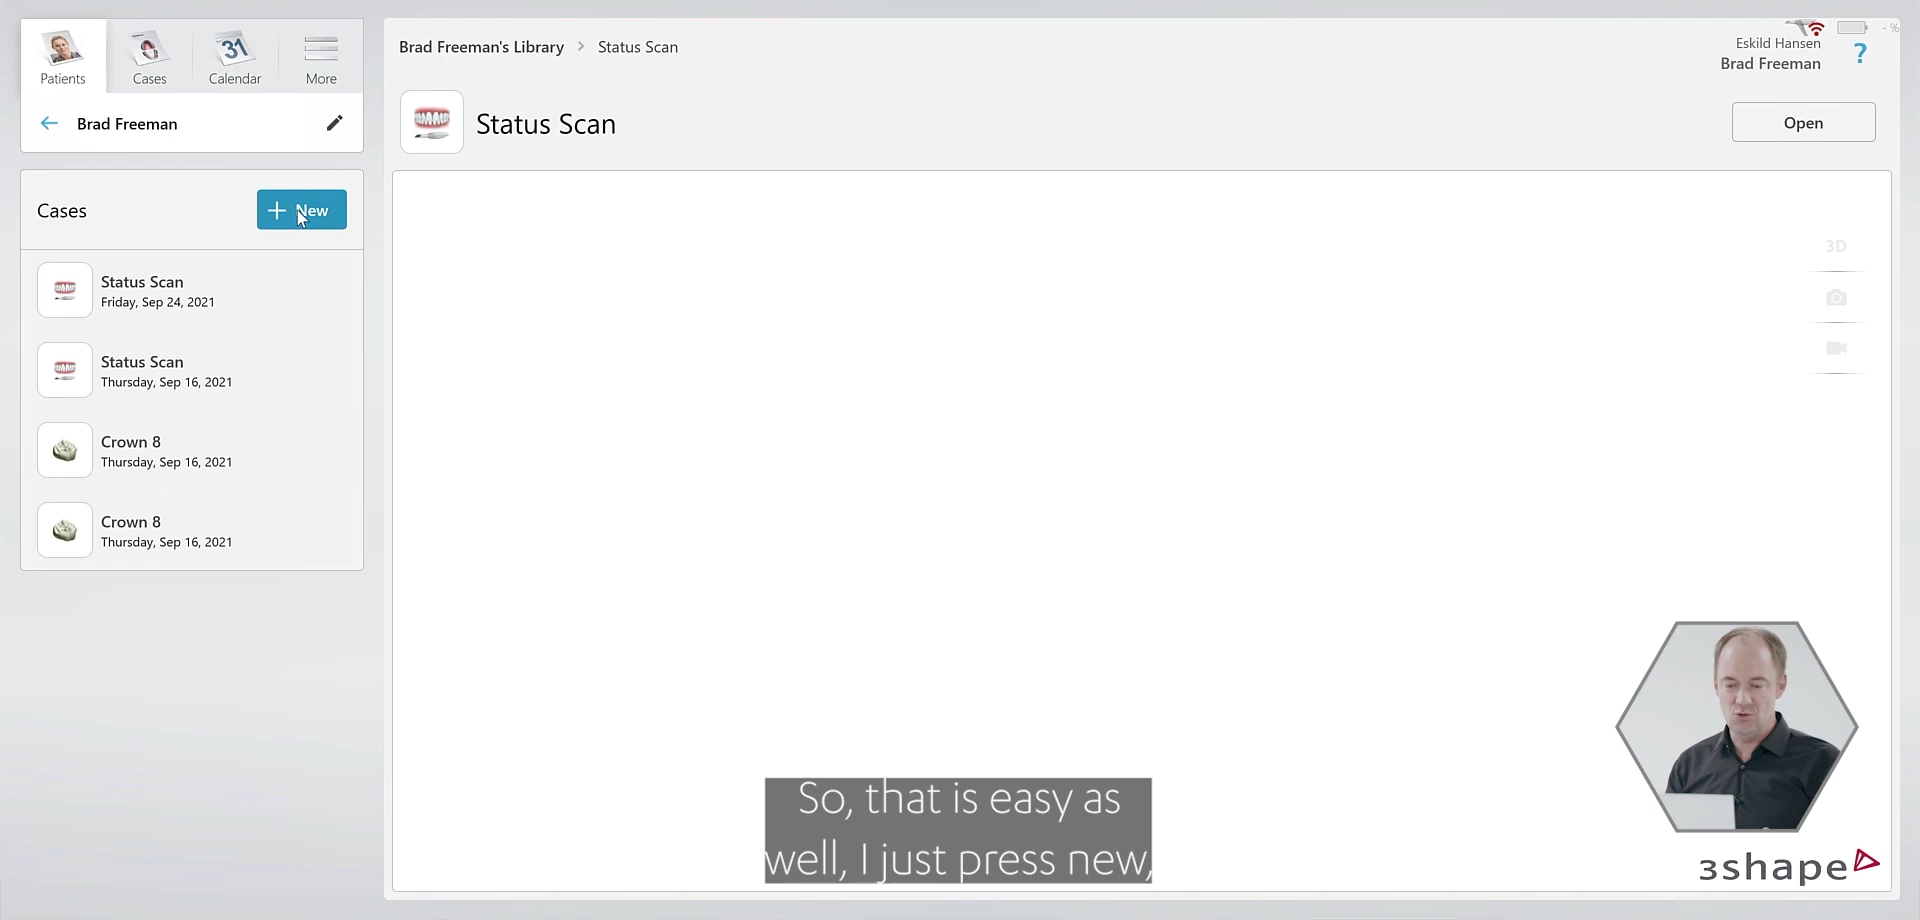 Patients
Cases
31
Calendar
More
Brad Freeman
Cases
+ New
Status Scan
Friday, Sep 24, 2021
Status Scan
Thursday, Sep 16, 2021
Crown 8
Thursday, Sep 16, 2021
Crown 8
Thursday, Sep 16, 2021
Brad Freeman's Library > Status Scan
- %
Eskild Hansen
Brad Freeman
?
Status Scan
Open
3D
So, that is easy as
well, I just press new,
3shape